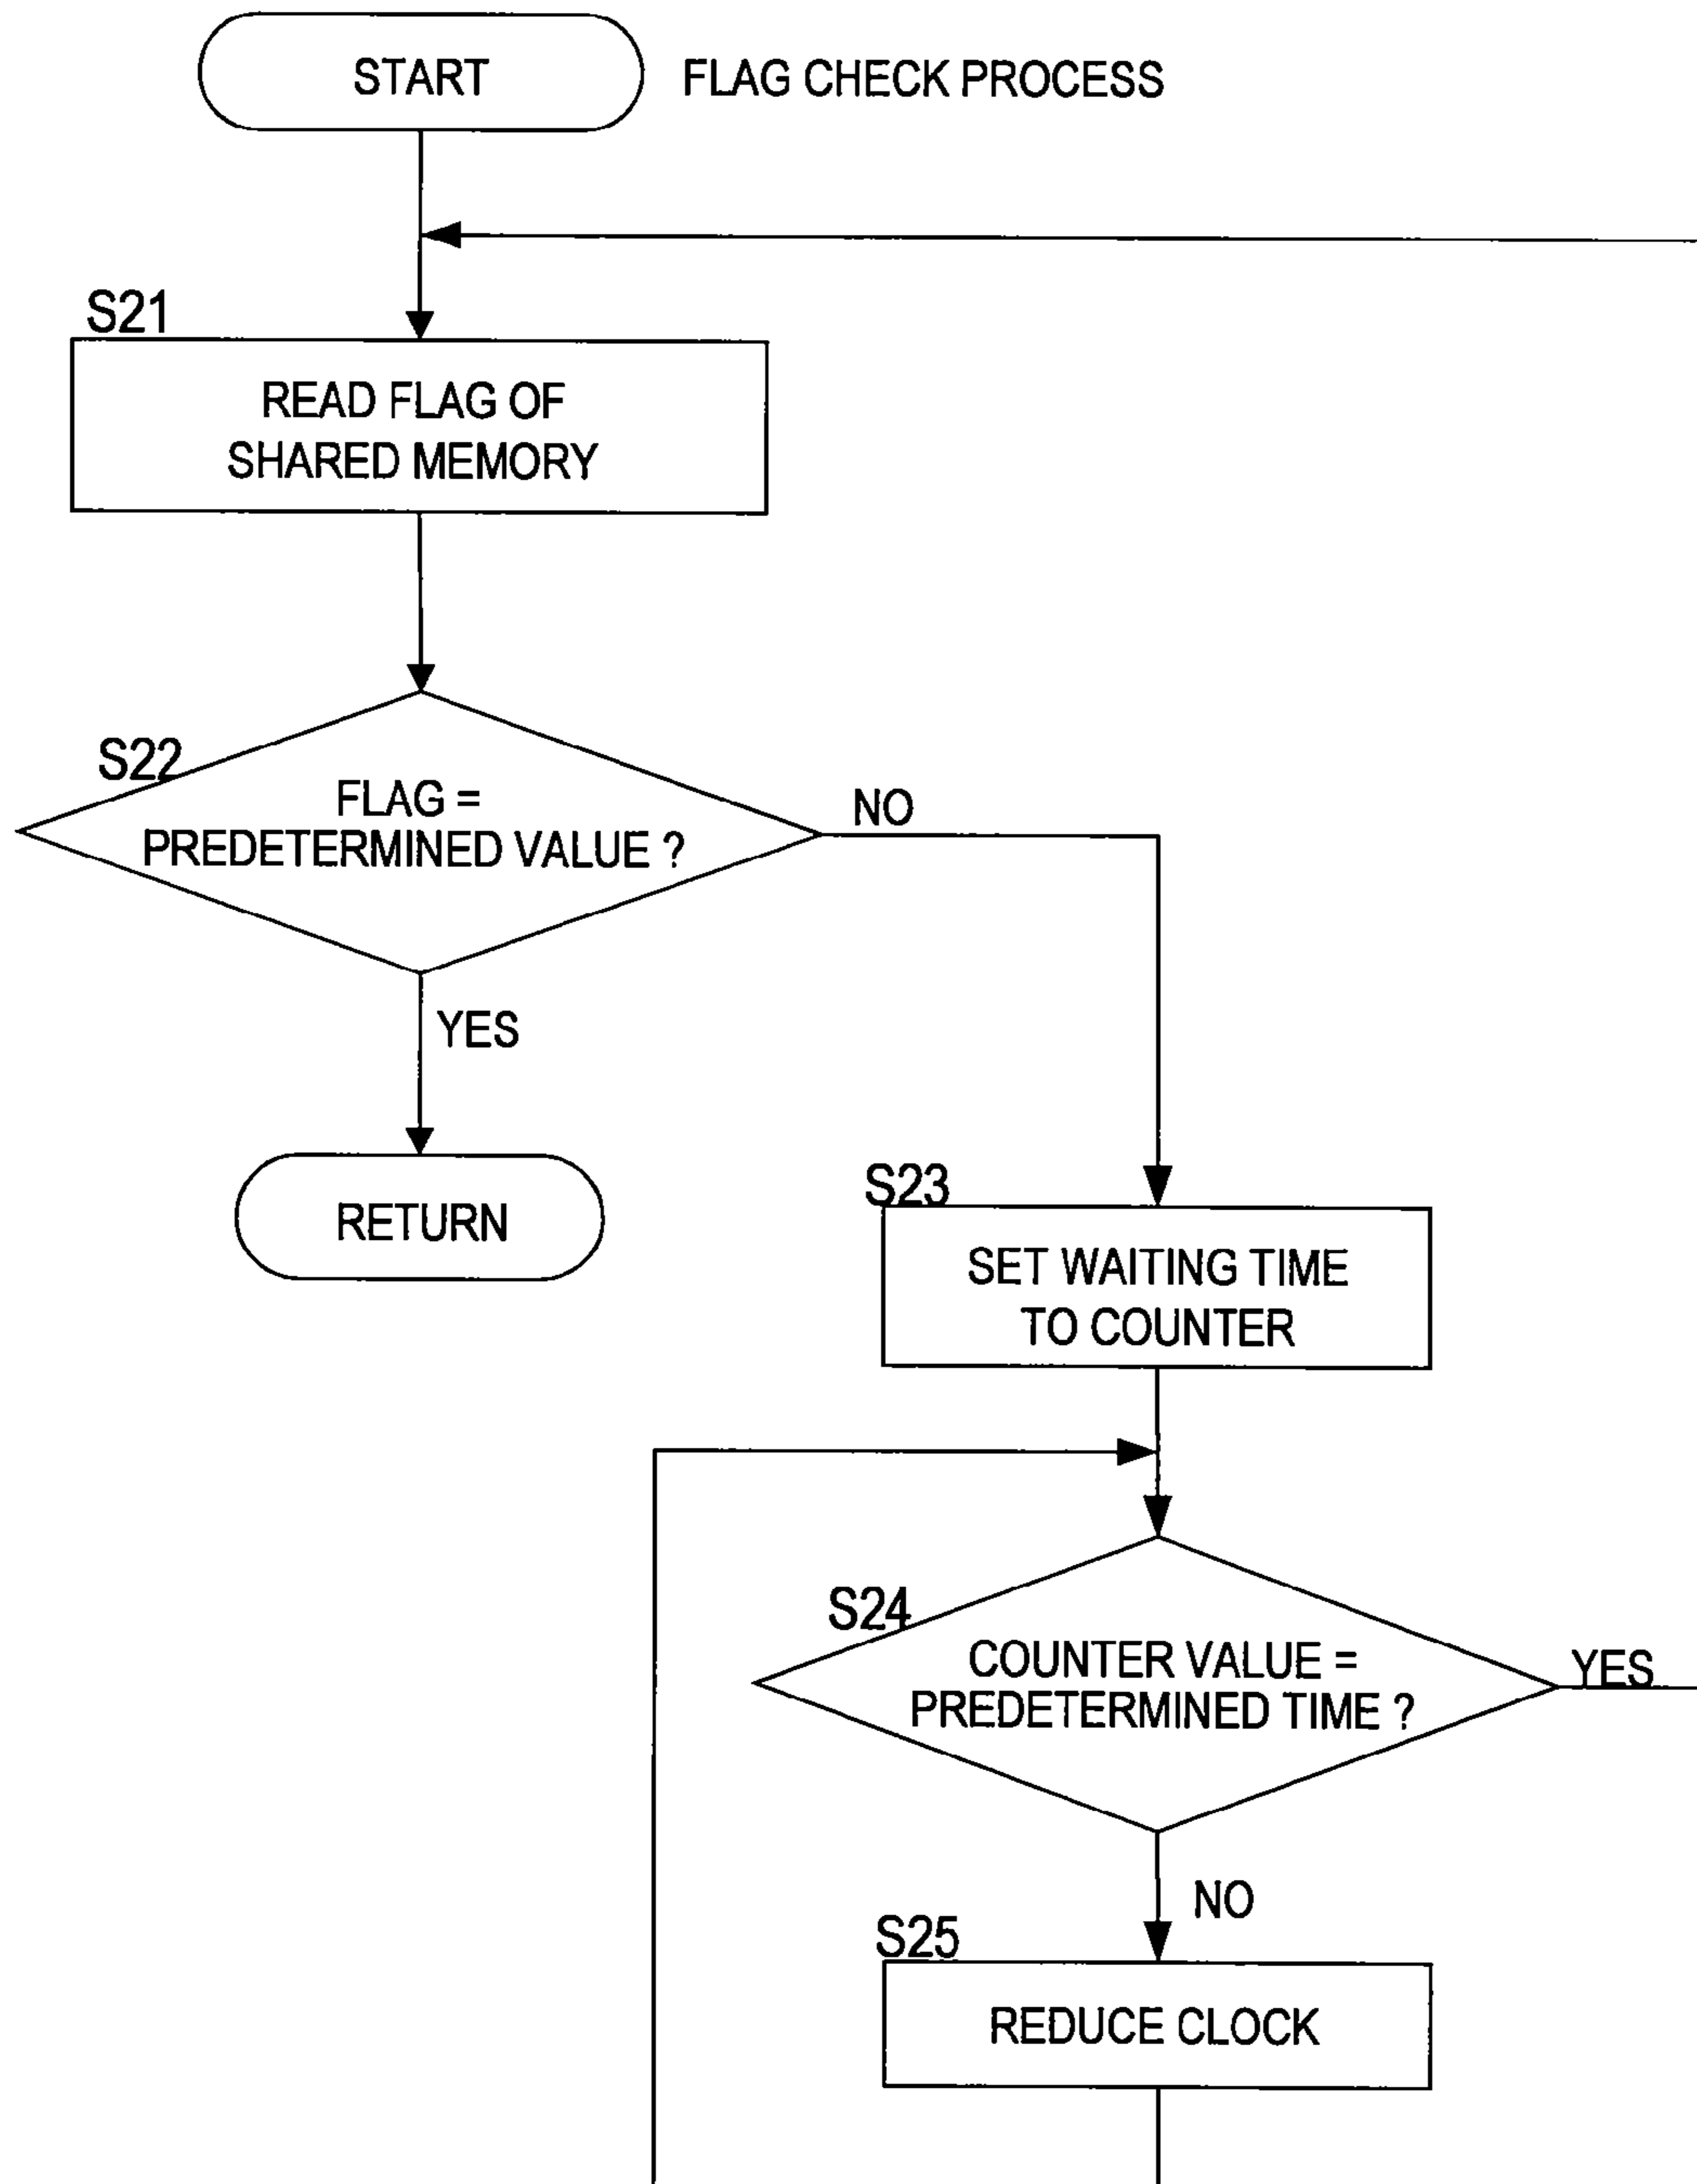 START
FLAG CHECK PROCESS
S21
READ FLAG OF
SHARED MEMORY
S22
FLAG =
PREDETERMINED VALUE ?
NO
YES
RETURN
S23
SET WAITING TIME
TO COUNTER
S24
COUNTER VALUE =
PREDETERMINED TIME ?
YES
NO
S25
REDUCE CLOCK